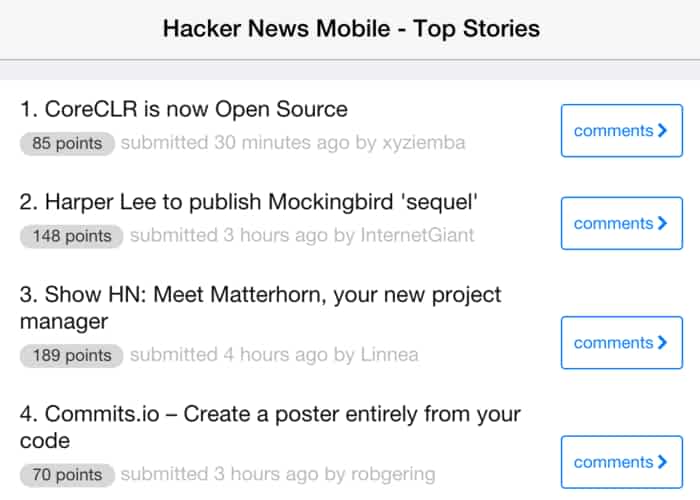 Hacker News Mobile - Top Stories
1. CoreCLR is now Open Source
85 points submitted 30 minutes ago by xyziemba
comments
2. Harper Lee to publish Mockingbird 'sequel'
148 points submitted 3 hours ago by InternetGiant
comments
3. Show HN: Meet Matterhorn, your new project
manager
189 points submitted 4 hours ago by Linnea
comments
4. Commits.io – Create a poster entirely from your
code
70 points submitted 3 hours ago by robgering
comments